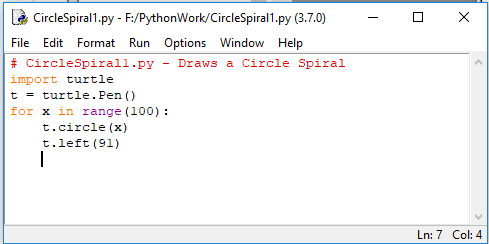 CircleSpiral1.py - F:/PythonWork/CircleSpiral1.py (3.7.0)
File Edit Format Run Options Window Help
# CircleSpiral1.py - Draws a Circle Spiral
import turtle
t = turtle.Pen()
for x in range(100):
    t.circle(x)
    t.left(91)
Ln: 7 Col: 4